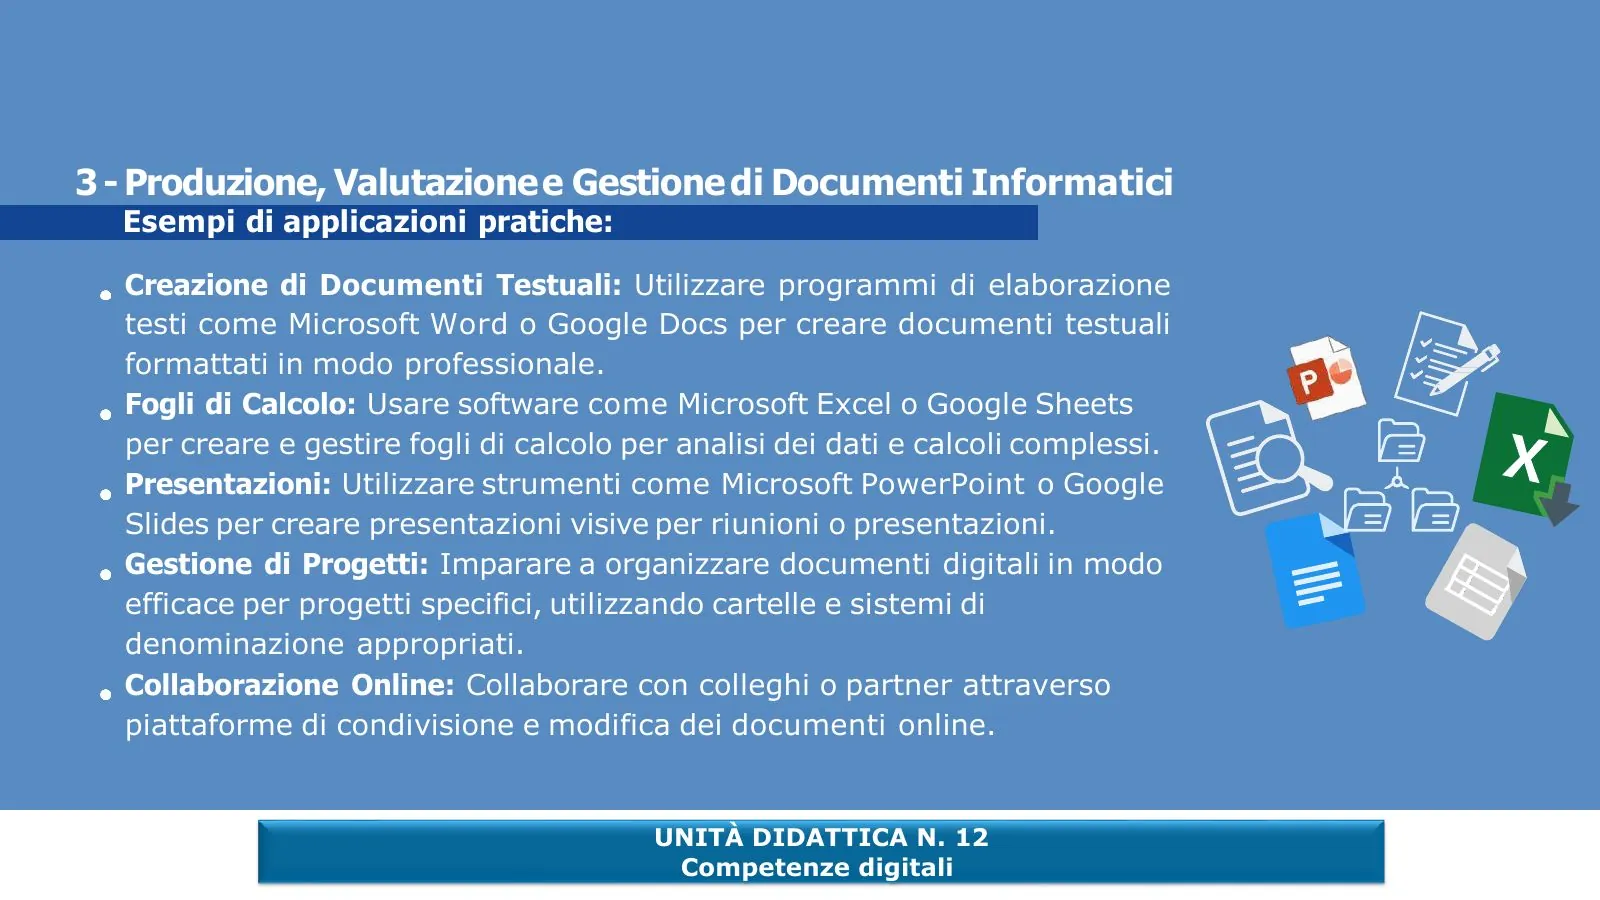 3 - Produzione, Valutazione e Gestione di Documenti Informatici
Esempi di applicazioni pratiche:
• Creazione di Documenti Testuali: Utilizzare programmi di elaborazione
testi come Microsoft Word o Google Docs per creare documenti testuali
formattati in modo professionale.
• Fogli di Calcolo: Usare software come Microsoft Excel o Google Sheets
per creare e gestire fogli di calcolo per analisi dei dati e calcoli complessi.
• Presentazioni: Utilizzare strumenti come Microsoft PowerPoint o Google
Slides per creare presentazioni visive per riunioni o presentazioni.
• Gestione di Progetti: Imparare a organizzare documenti digitali in modo
efficace per progetti specifici, utilizzando cartelle e sistemi di
denominazione appropriati.
• Collaborazione Online: Collaborare con colleghi o partner attraverso
piattaforme di condivisione e modifica dei documenti online.
P
X
UNITÀ DIDATTICA N. 12
Competenze digitali